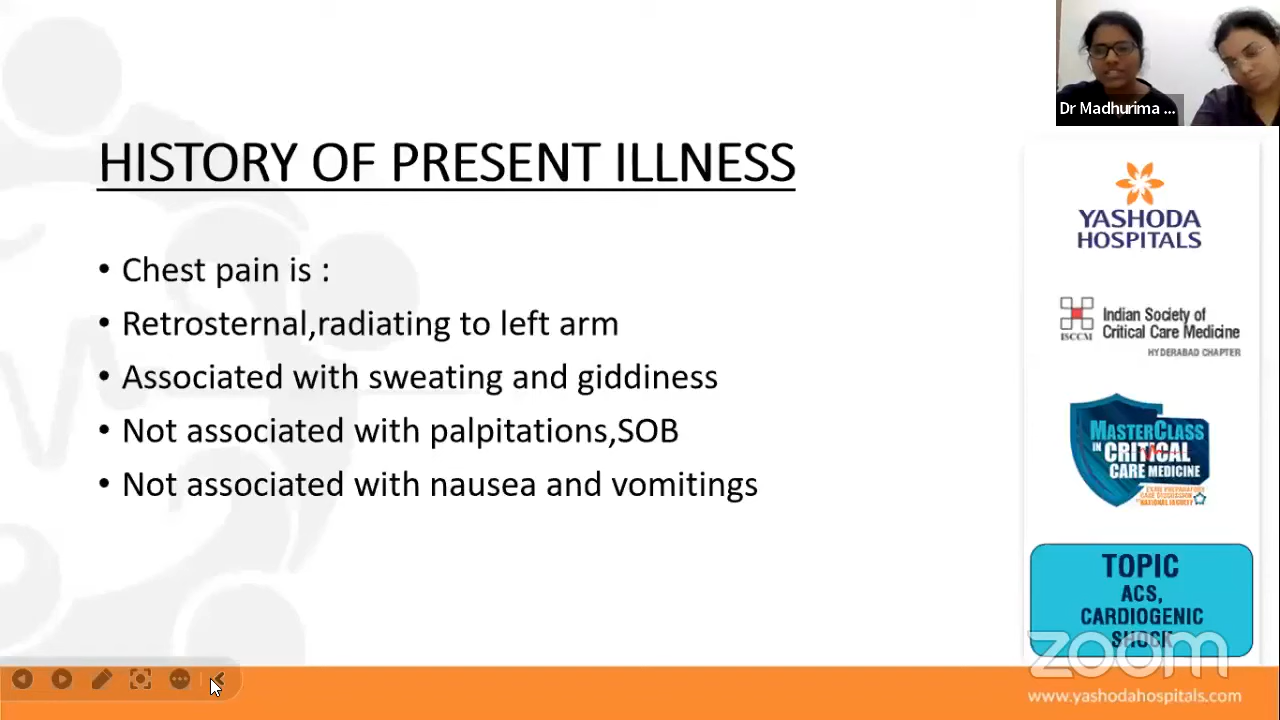 Dr Madhurima ...
HISTORY OF PRESENT ILLNESS
• Chest pain is :
• Retrosternal,radiating to left arm
• Associated with sweating and giddiness
• Not associated with palpitations,SOB
• Not associated with nausea and vomitings
YASHODA
HOSPITALS
ISCCM
Indian Society of
Critical Care Medicine
HYDERABAD CHAPTER
MASTERCLASS
IN CRITICAL
CARE MEDICINE
NATIONAL FACULTY
TOPIC
ACS,
CARDIOGENIC
SHOCK
zoom
www.yashodahospitals.com